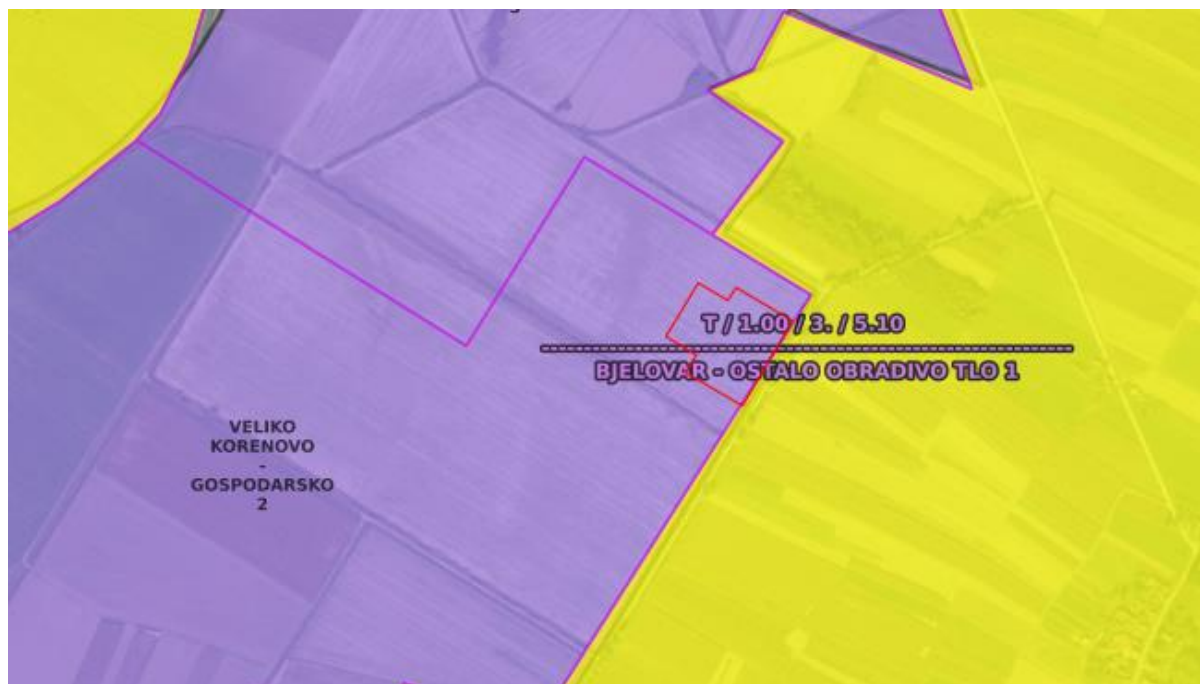 T / 1.00 / 3. / 5.10
BJELOVAR - OSTALO OBRADIVO TLO 1
VELIKO
KORENOVO
-
GOSPODARSKO
2